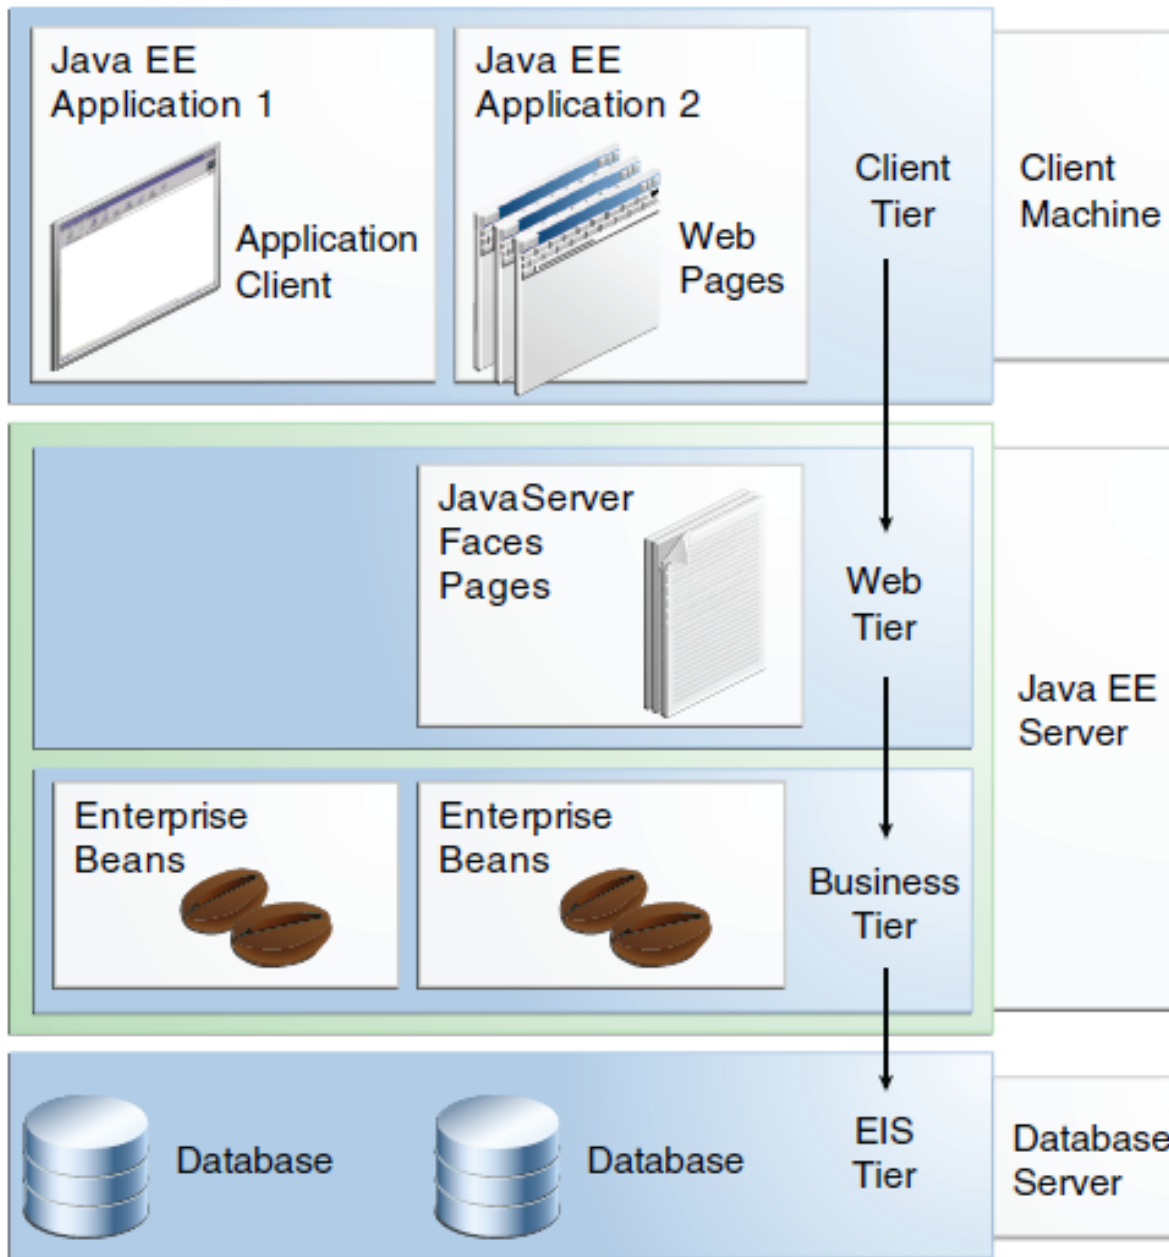 Java EE
Application 1
Application
Client
Java EE
Application 2
Web
Pages
Client
Tier
Client
Machine
JavaServer
Faces
Pages
Web
Tier
Java EE
Server
Enterprise
Beans
Enterprise
Beans
Business
Tier
Database
Database
EIS
Tier
Database
Server